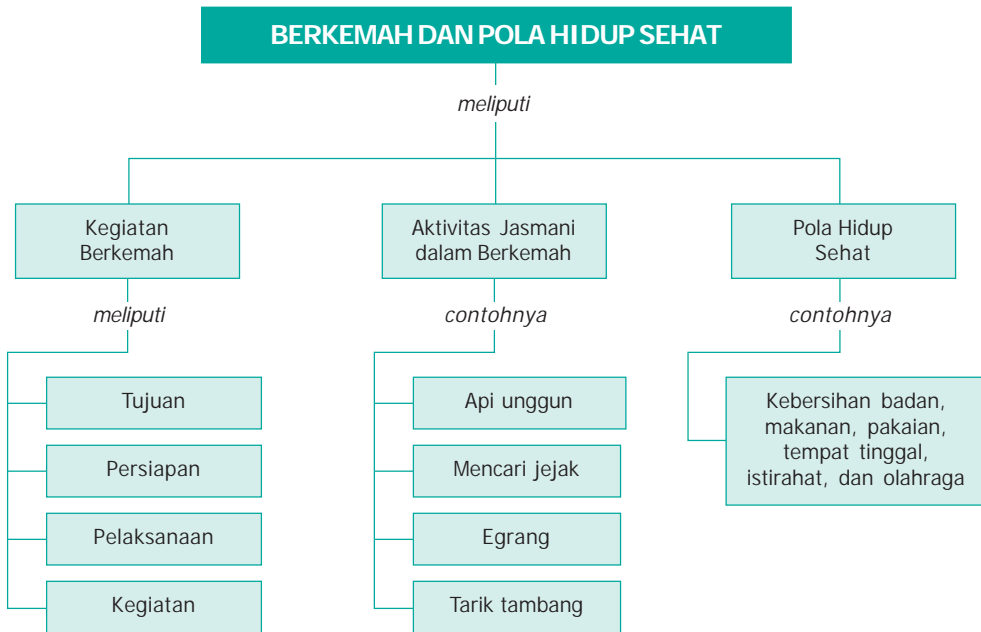 BERKEMAH DAN POLA HIDUP SEHAT
meliputi
Kegiatan
Berkemah
meliputi
Tujuan
Persiapan
Pelaksanaan
Kegiatan
Aktivitas Jasmani
dalam Berkemah
contohnya
Api unggun
Mencari jejak
Egrang
Tarik tambang
Pola Hidup
Sehat
contohnya
Kebersihan badan,
makanan, pakaian,
tempat tinggal,
istirahat, dan olahraga